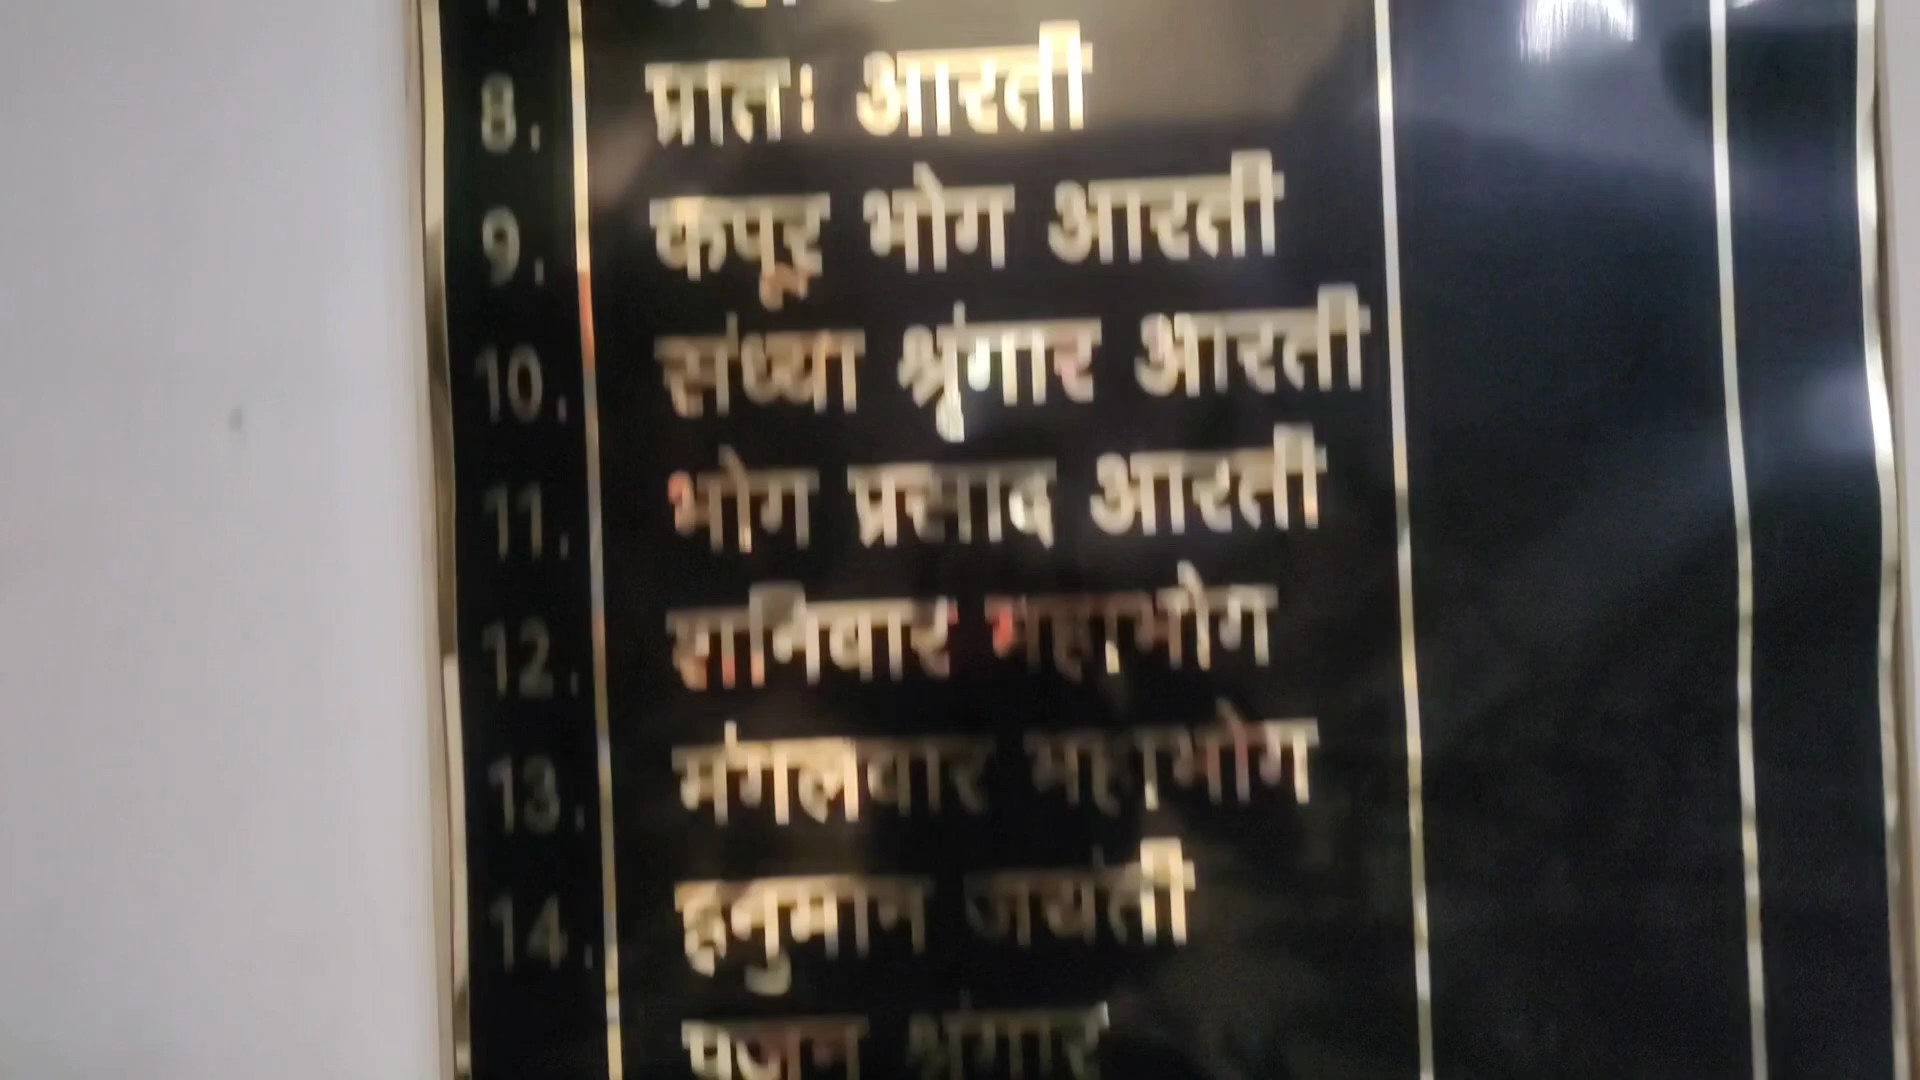 8. प्रातः आरती
9. कपूर भोग आरती
10. संध्या श्रृंगार आरती
11. भोग प्रसाद आरती
12. शनिवार महाभोग
13. मंगलवार महाभोग
14. हनुमान जयंती
पूजन श्रृंगार